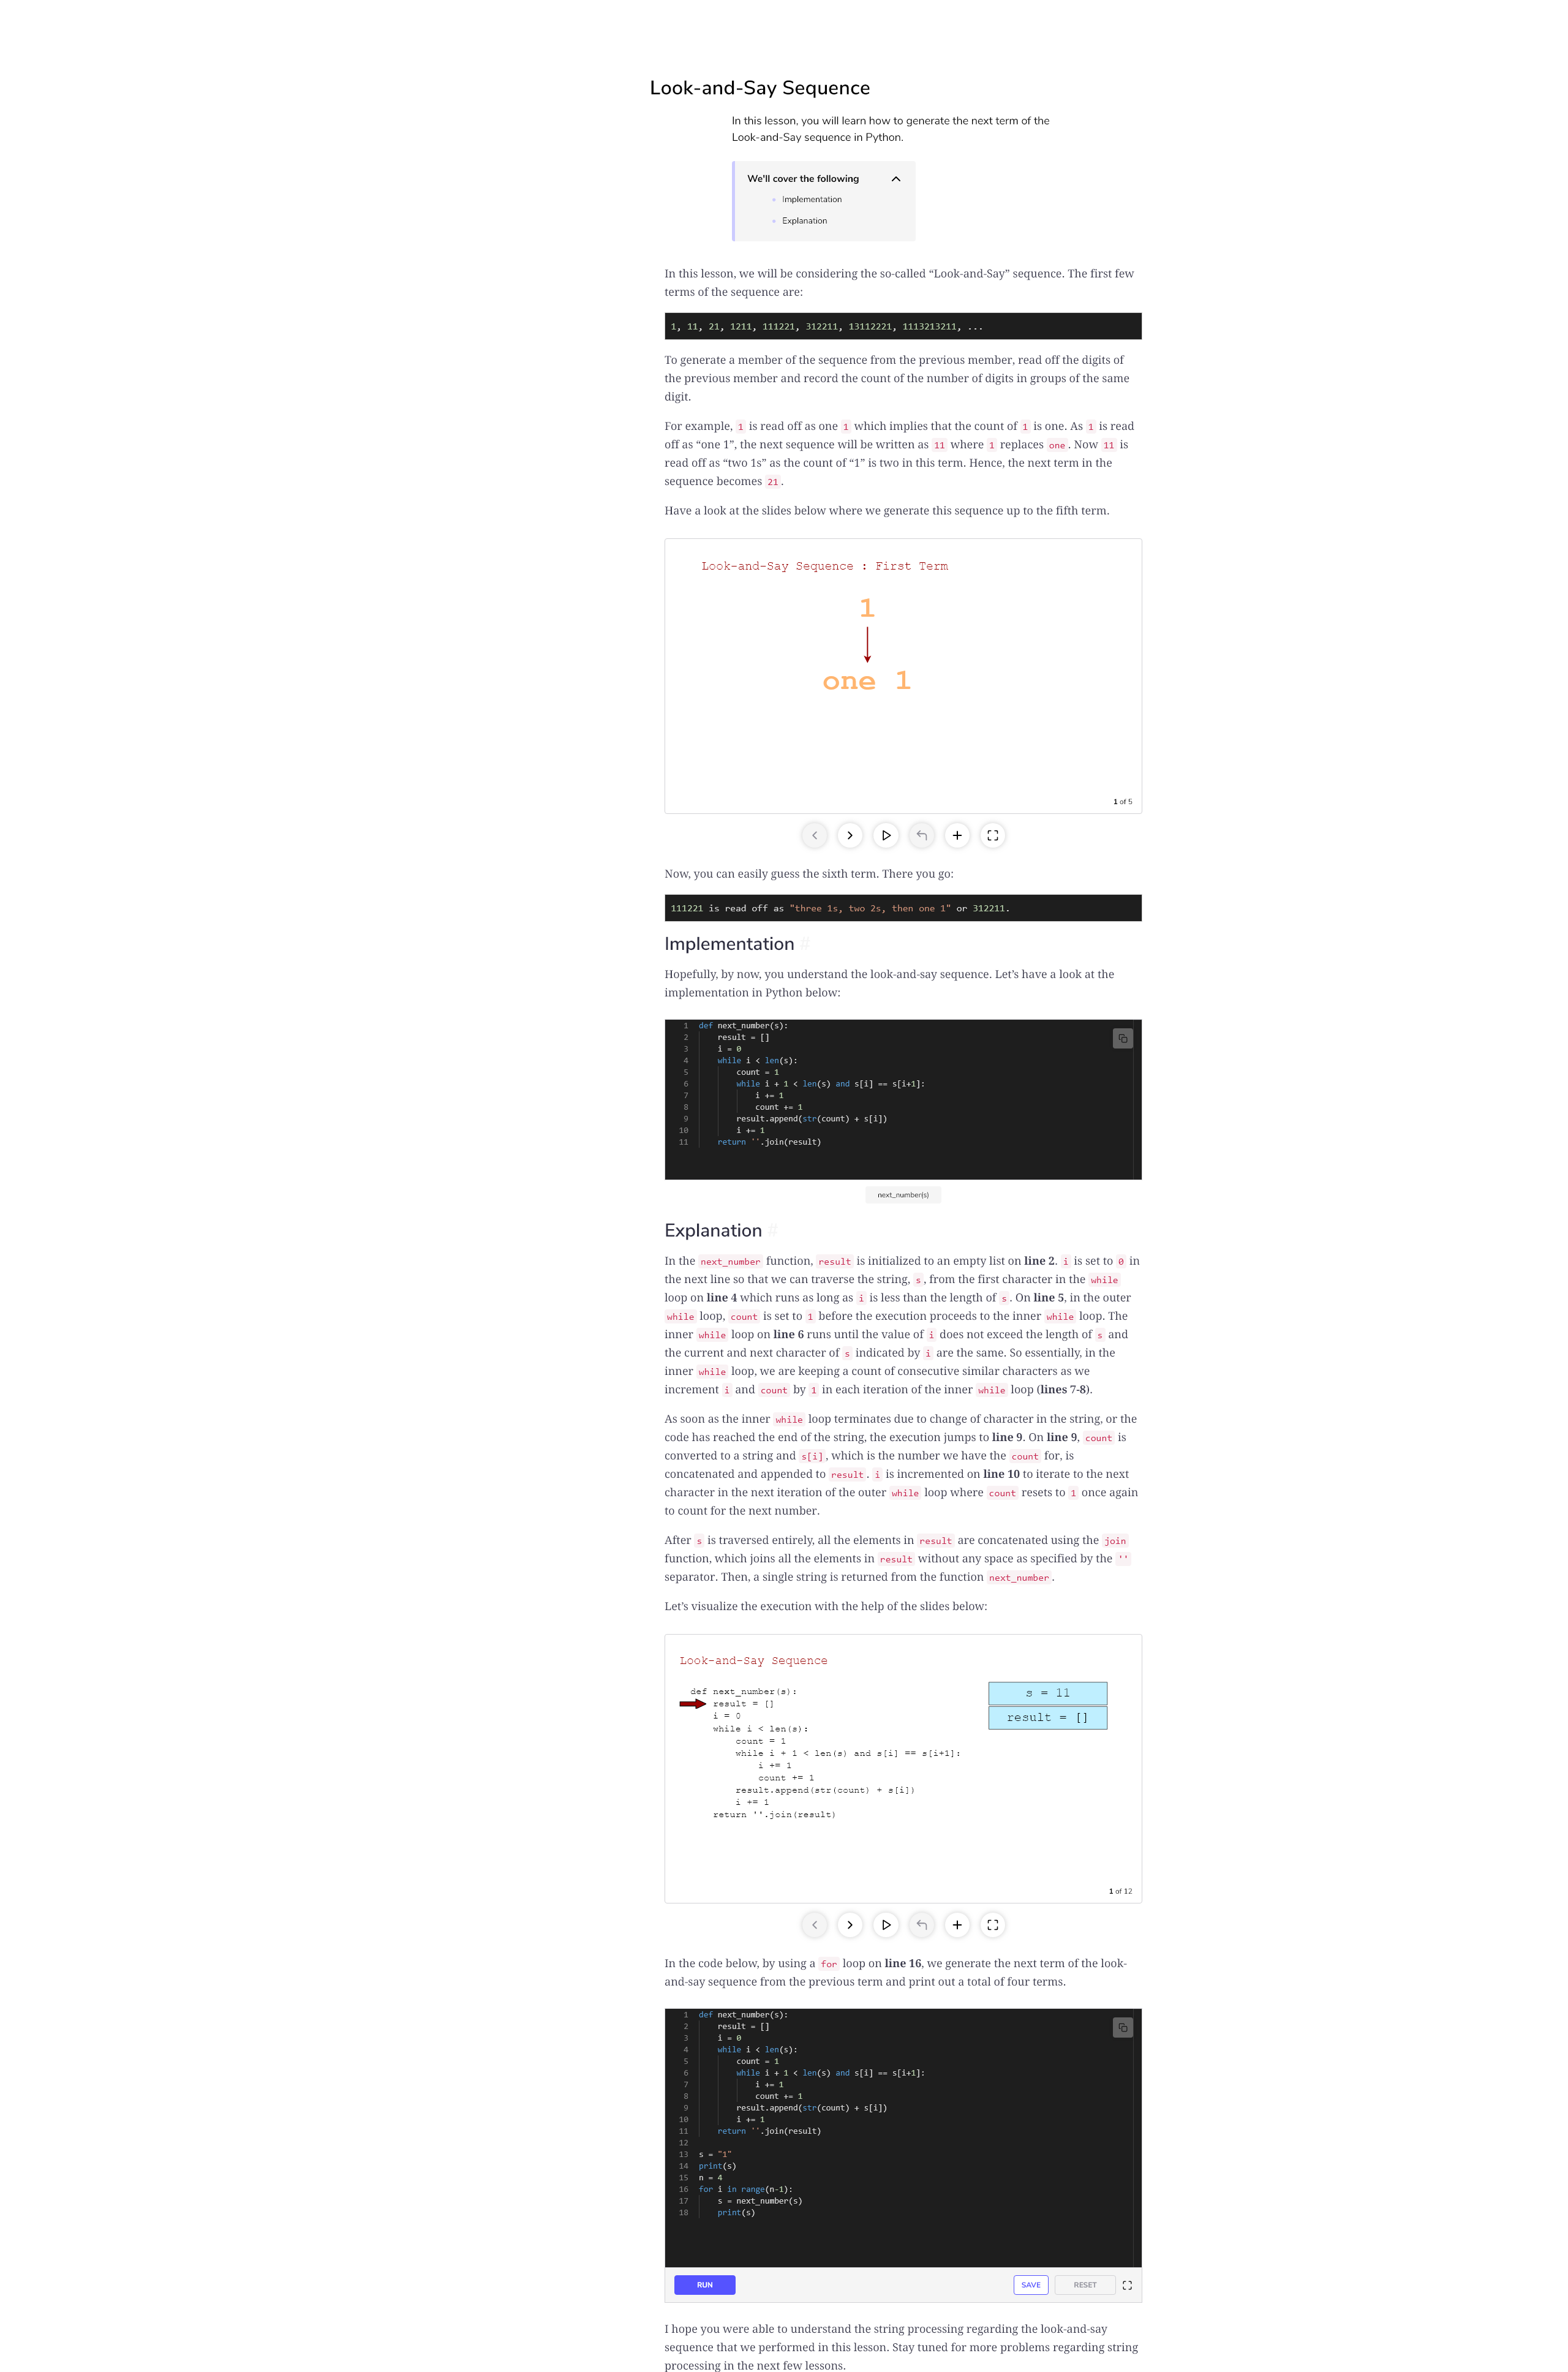 Look-and-Say Sequence
In this lesson, you will learn how to generate the next term of the
Look-and-Say sequence in Python.
We'll cover the following
Implementation
Explanation
In this lesson, we will be considering the so-called “Look-and-Say” sequence. The first few
terms of the sequence are:
1, 11, 21, 1211, 111221, 312211, 13112221, 1113213211, ...
To generate a member of the sequence from the previous member, read off the digits of
the previous member and record the count of the number of digits in groups of the same
digit.
For example, 1 is read off as one 1 which implies that the count of 1 is one. As 1 is read
off as “one 1”, the next sequence will be written as 11 where 1 replaces one. Now 11 is
read off as “two 1s” as the count of “1” is two in this term. Hence, the next term in the
sequence becomes 21.
Have a look at the slides below where we generate this sequence up to the fifth term.
Look-and-Say Sequence : First Term
1
one 1
1 of 5
Now, you can easily guess the sixth term. There you go:
111221 is read off as "three 1s, two 2s, then one 1" or 312211.
Implementation #
Hopefully, by now, you understand the look-and-say sequence. Let’s have a look at the
implementation in Python below:
1 def next_number(s):
2     result = []
3     i = 0
4     while i < len(s):
5         count = 1
6         while i + 1 < len(s) and s[i] == s[i+1]:
7             i += 1
8             count += 1
9         result.append(str(count) + s[i])
10         i += 1
11     return ''.join(result)
next_number(s)
Explanation #
In the next_number function, result is initialized to an empty list on line 2. i is set to 0 in
the next line so that we can traverse the string, s, from the first character in the while
loop on line 4 which runs as long as i is less than the length of s. On line 5, in the outer
while loop, count is set to 1 before the execution proceeds to the inner while loop. The
inner while loop on line 6 runs until the value of i does not exceed the length of s and
the current and next character of s indicated by i are the same. So essentially, in the
inner while loop, we are keeping a count of consecutive similar characters as we
increment i and count by 1 in each iteration of the inner while loop (lines 7-8).
As soon as the inner while loop terminates due to change of character in the string, or the
code has reached the end of the string, the execution jumps to line 9. On line 9, count is
converted to a string and s[i], which is the number we have the count for, is
concatenated and appended to result. i is incremented on line 10 to iterate to the next
character in the next iteration of the outer while loop where count resets to 1 once again
to count for the next number.
After s is traversed entirely, all the elements in result are concatenated using the join
function, which joins all the elements in result without any space as specified by the ''
separator. Then, a single string is returned from the function next_number.
Let’s visualize the execution with the help of the slides below:
Look-and-Say Sequence
def next_number(s):
result = []
i = 0
while i < len(s):
count = 1
while i + 1 < len(s) and s[i] == s[i+1]:
i += 1
count += 1
result.append(str(count) + s[i])
i += 1
return ''.join(result)
s = 11
result = []
1 of 12
In the code below, by using a for loop on line 16, we generate the next term of the look-
and-say sequence from the previous term and print out a total of four terms.
1 def next_number(s):
2     result = []
3     i = 0
4     while i < len(s):
5         count = 1
6         while i + 1 < len(s) and s[i] == s[i+1]:
7             i += 1
8             count += 1
9         result.append(str(count) + s[i])
10         i += 1
11     return ''.join(result)
12
13 s = "1"
14 print(s)
15 n = 4
16 for i in range(n-1):
17     s = next_number(s)
18     print(s)
RUN
SAVE
RESET
I hope you were able to understand the string processing regarding the look-and-say
sequence that we performed in this lesson. Stay tuned for more problems regarding string
processing in the next few lessons.